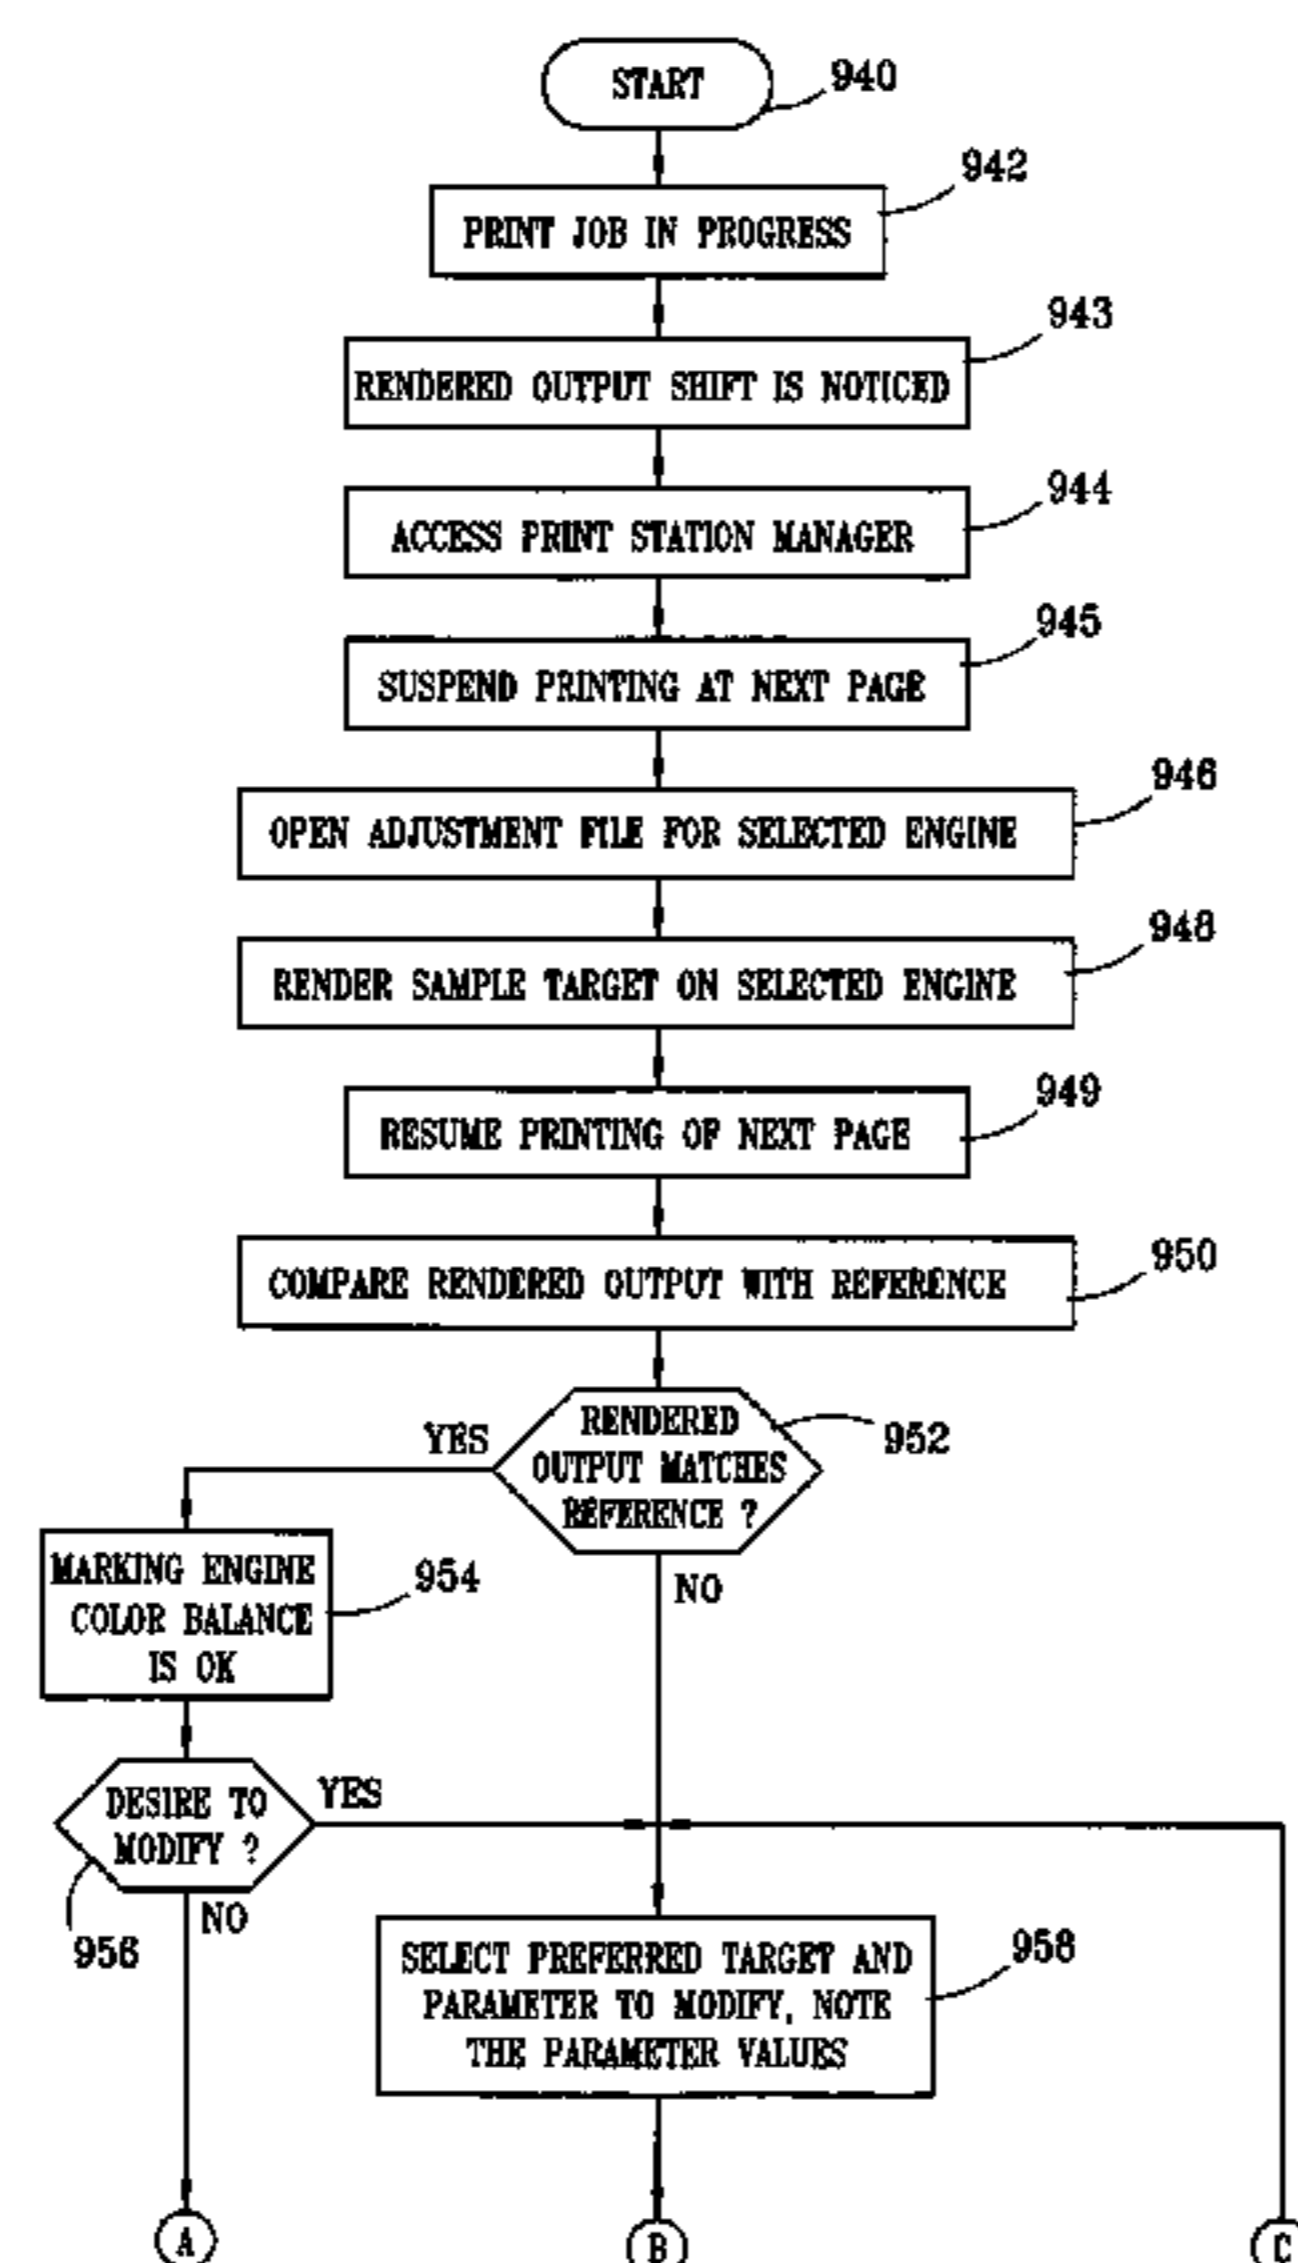 START
940
PRINT JOB IN PROGRESS
942
RENDERED OUTPUT SHIFT IS NOTICED
943
ACCESS PRINT STATION MANAGER
944
SUSPEND PRINTING AT NEXT PAGE
945
OPEN ADJUSTMENT FILE FOR SELECTED ENGINE
946
RENDER SAMPLE TARGET ON SELECTED ENGINE
948
RESUME PRINTING OF NEXT PAGE
949
COMPARE RENDERED OUTPUT WITH REFERENCE
950
RENDERED
OUTPUT MATCHES
REFERENCE ?
952
YES
NO
MARKING ENGINE
COLOR BALANCE
IS OK
954
DESIRE TO
MODIFY ?
YES
NO
956
SELECT PREFERRED TARGET AND
PARAMETER TO MODIFY, NOTE
THE PARAMETER VALUES
958
A
B
C